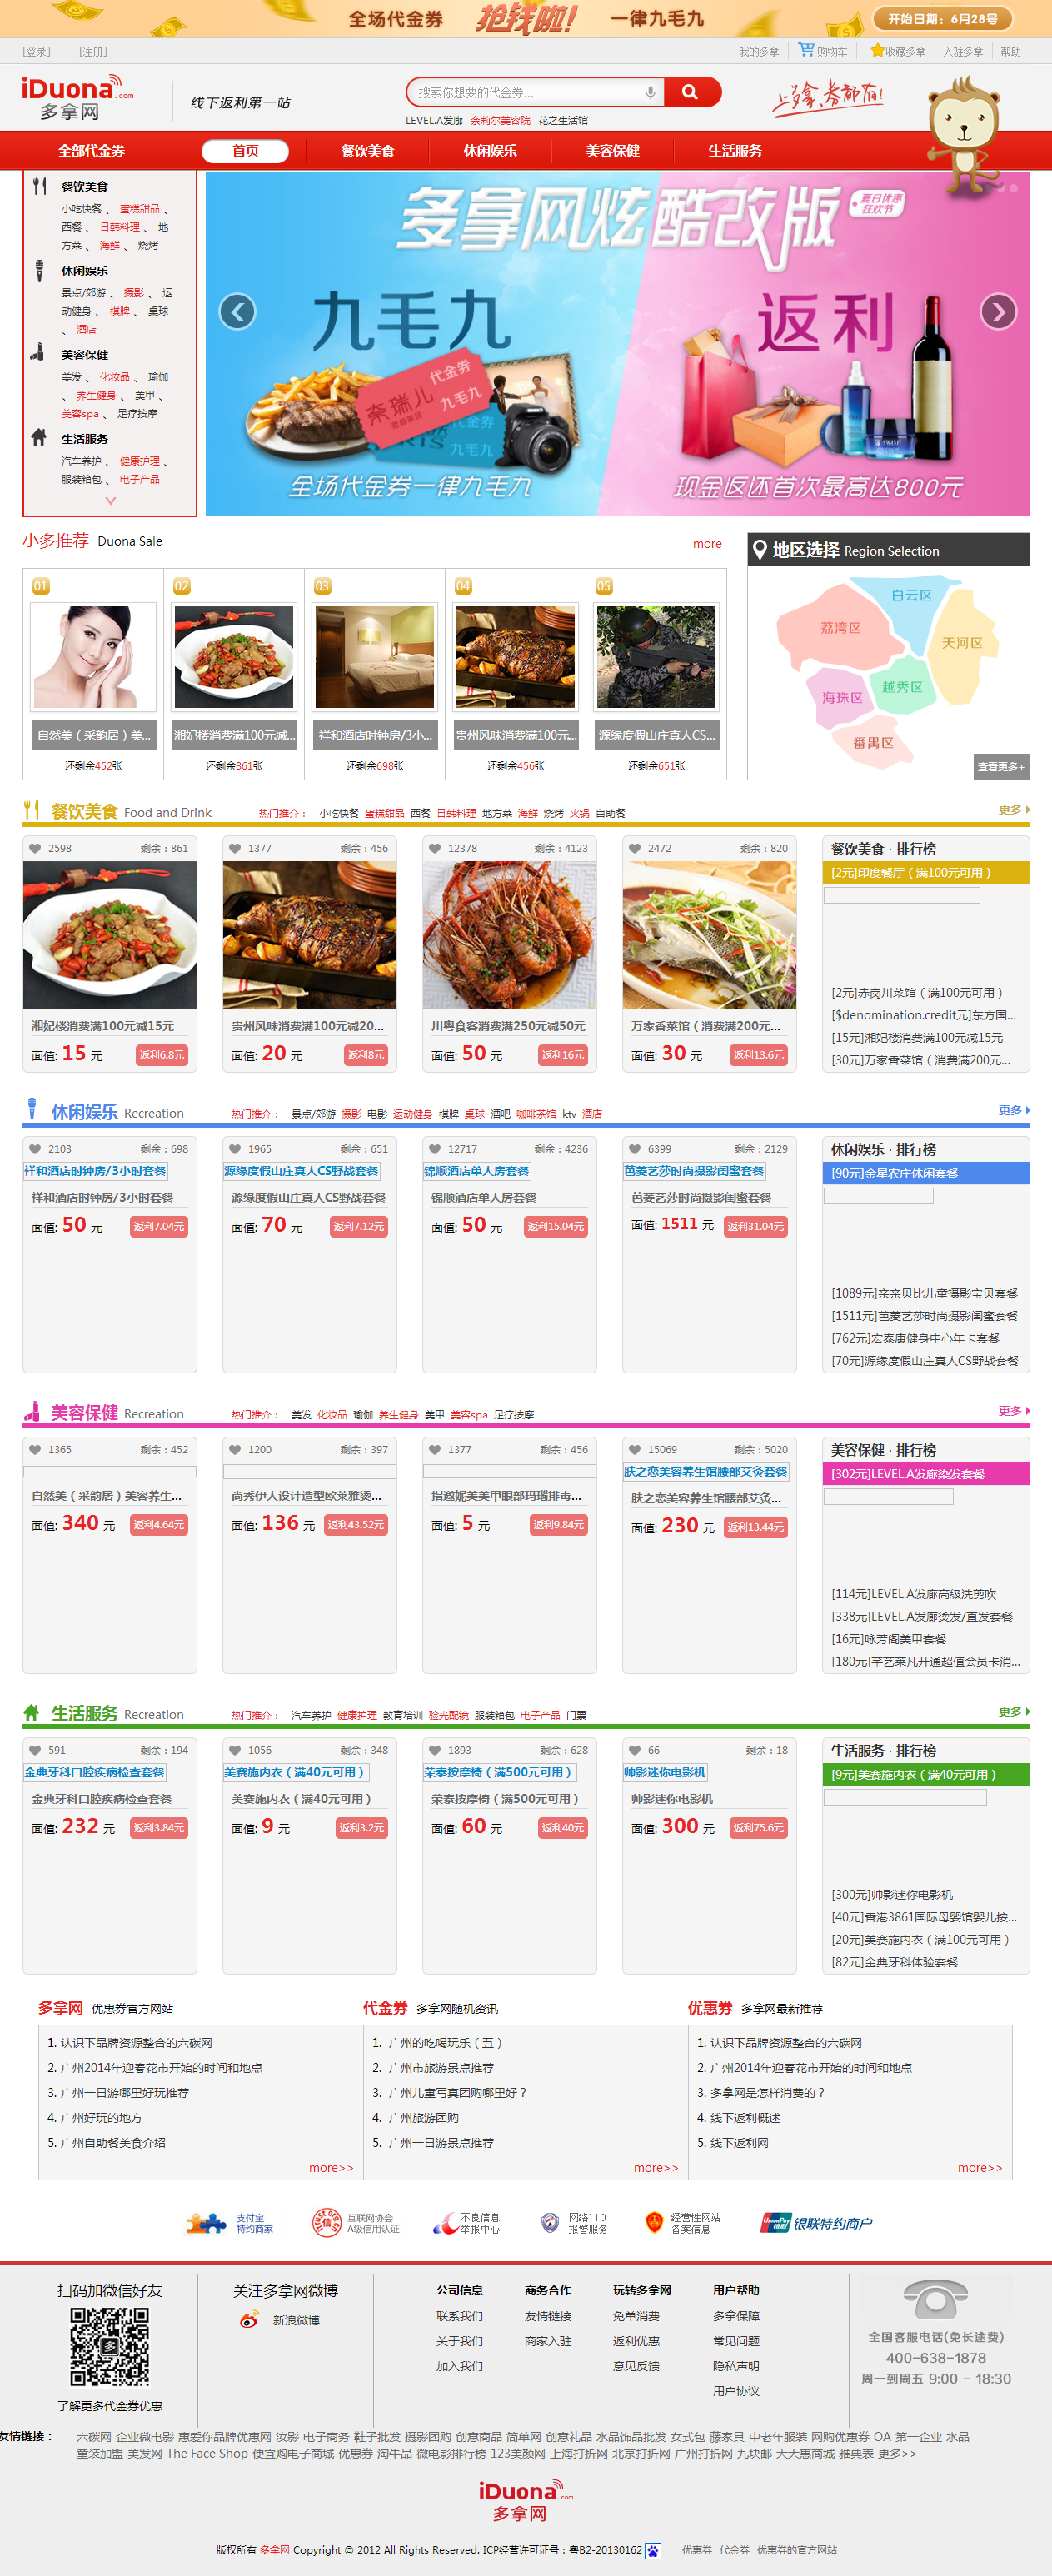 全场代金券 抢钱啦! 一律九毛九 开始日期：6月28号
[登录] [注册] 我的多拿 购物车 收藏多拿 入驻多拿 帮助
iDuona.com
多拿网
线下返利第一站
搜索你想要的代金券...
LEVEL.A发廊 奈莉尔美容院 花之生活馆
上多拿,券都有!
全部代金券 首页 餐饮美食 休闲娱乐 美容保健 生活服务
餐饮美食
小吃快餐 、 蛋糕甜品 、
西餐 、 日韩料理 、 地
方菜 、 海鲜 、 烧烤
休闲娱乐
景点/郊游 、 摄影 、 运
动健身 、 棋牌 、 桌球
、 酒店
美容保健
美发 、 化妆品 、 瑜伽
、 养生健身 、 美甲 、
美容spa 、 足疗按摩
生活服务
汽车养护 、 健康护理 、
服装箱包 、 电子产品
多拿网炫酷改版
夏日优惠
狂欢节
九毛九 返利
奈瑞儿
代金券
九毛九
全场代金券一律九毛九 现金返还首次最高达800元
小多推荐 Duona Sale more
01 02 03 04 05
自然美（采韵居）美... 湘妃楼消费满100元减... 祥和酒店时钟房/3小... 贵州风味消费满100元... 源缘度假山庄真人CS...
还剩余452张 还剩余861张 还剩余698张 还剩余456张 还剩余651张
地区选择 Region Selection
白云区
荔湾区
天河区
越秀区
海珠区
番禺区
查看更多+
餐饮美食 Food and Drink 热门推介： 小吃快餐 蛋糕甜品 西餐 日韩料理 地方菜 海鲜 烧烤 火锅 自助餐 更多
2598 剩余：861 1377 剩余：456 12378 剩余：4123 2472 剩余：820
湘妃楼消费满100元减15元 贵州风味消费满100元减20... 川粤食客消费满250元减50元 万家香菜馆（消费满200元...
面值: 15 元 返利6.8元 面值: 20 元 返利8元 面值: 50 元 返利16元 面值: 30 元 返利13.6元
餐饮美食 · 排行榜
[2元]印度餐厅（满100元可用）
[2元]赤岗川菜馆（满100元可用）
[$denomination.credit元]东方国...
[15元]湘妃楼消费满100元减15元
[30元]万家香菜馆（消费满200元...
休闲娱乐 Recreation 热门推介： 景点/郊游 摄影 电影 运动健身 棋牌 桌球 酒吧 咖啡茶馆 ktv 酒店 更多
2103 剩余：698 1965 剩余：651 12717 剩余：4236 6399 剩余：2129
祥和酒店时钟房/3小时套餐 源缘度假山庄真人CS野战套餐 锦顺酒店单人房套餐 芭菱艺莎时尚摄影闺蜜套餐
祥和酒店时钟房/3小时套餐 源缘度假山庄真人CS野战套餐 锦顺酒店单人房套餐 芭菱艺莎时尚摄影闺蜜套餐
面值: 50 元 返利7.04元 面值: 70 元 返利7.12元 面值: 50 元 返利15.04元 面值: 1511 元 返利31.04元
休闲娱乐 · 排行榜
[90元]金星农庄休闲套餐
[1089元]亲亲贝比儿童摄影宝贝套餐
[1511元]芭菱艺莎时尚摄影闺蜜套餐
[762元]宏泰康健身中心年卡套餐
[70元]源缘度假山庄真人CS野战套餐
美容保健 Recreation 热门推介： 美发 化妆品 瑜伽 养生健身 美甲 美容spa 足疗按摩 更多
1365 剩余：452 1200 剩余：397 1377 剩余：456 15069 剩余：5020
肤之恋美容养生馆腰部艾灸套餐
自然美（采韵居）美容养生... 尚秀伊人设计造型欧莱雅烫... 指邀妮美美甲眼部玛瑙排毒... 肤之恋美容养生馆腰部艾灸...
面值: 340 元 返利4.64元 面值: 136 元 返利43.52元 面值: 5 元 返利9.84元 面值: 230 元 返利13.44元
美容保健 · 排行榜
[302元]LEVEL.A发廊染发套餐
[114元]LEVEL.A发廊高级洗剪吹
[338元]LEVEL.A发廊烫发/直发套餐
[16元]咏芳阁美甲套餐
[180元]芊艺莱凡开通超值会员卡消...
生活服务 Recreation 热门推介： 汽车养护 健康护理 教育培训 验光配镜 服装箱包 电子产品 门票 更多
591 剩余：194 1056 剩余：348 1893 剩余：628 66 剩余：18
金典牙科口腔疾病检查套餐 美赛施内衣（满40元可用） 荣泰按摩椅（满500元可用） 帅影迷你电影机
金典牙科口腔疾病检查套餐 美赛施内衣（满40元可用） 荣泰按摩椅（满500元可用） 帅影迷你电影机
面值: 232 元 返利3.84元 面值: 9 元 返利3.2元 面值: 60 元 返利40元 面值: 300 元 返利75.6元
生活服务 · 排行榜
[9元]美赛施内衣（满40元可用）
[300元]帅影迷你电影机
[40元]香港3861国际母婴馆婴儿按...
[20元]美赛施内衣（满100元可用）
[82元]金典牙科体验套餐
多拿网 优惠券官方网站
1. 认识下品牌资源整合的六碳网
2. 广州2014年迎春花市开始的时间和地点
3. 广州一日游哪里好玩推荐
4. 广州好玩的地方
5. 广州自助餐美食介绍
more>>
代金券 多拿网随机资讯
1. 广州的吃喝玩乐（五）
2. 广州市旅游景点推荐
3. 广州儿童写真团购哪里好？
4. 广州旅游团购
5. 广州一日游景点推荐
more>>
优惠券 多拿网最新推荐
1. 认识下品牌资源整合的六碳网
2. 广州2014年迎春花市开始的时间和地点
3. 多拿网是怎样消费的？
4. 线下返利概述
5. 线下返利网
more>>
支付宝
特约商家
互联网协会
A级信用认证
不良信息
举报中心
网络110
报警服务
经营性网站
备案信息
UnionPay
银联
银联特约商户
扫码加微信好友
多
了解更多代金券优惠
关注多拿网微博
新浪微博
公司信息 商务合作 玩转多拿网 用户帮助
联系我们 友情链接 免单消费 多拿保障
关于我们 商家入驻 返利优惠 常见问题
加入我们 意见反馈 隐私声明
用户协议
全国客服电话(免长途费)
400-638-1878
周一到周五 9:00 - 18:30
友情链接： 六碳网 企业微电影 惠爱你品牌优惠网 汝影 电子商务 鞋子批发 摄影团购 创意商品 简单网 创意礼品 水晶饰品批发 女式包 藤家具 中老年服装 网购优惠券 OA 第一企业 水晶
童装加盟 美发网 The Face Shop 便宜购电子商城 优惠券 淘牛品 微电影排行榜 123美颜网 上海打折网 北京打折网 广州打折网 九块邮 天天惠商城 雅典表 更多>>
iDuona.com
多拿网
版权所有 多拿网 Copyright © 2012 All Rights Reserved. ICP经营许可证号：粤B2-20130162 优惠券 代金券 优惠券的官方网站